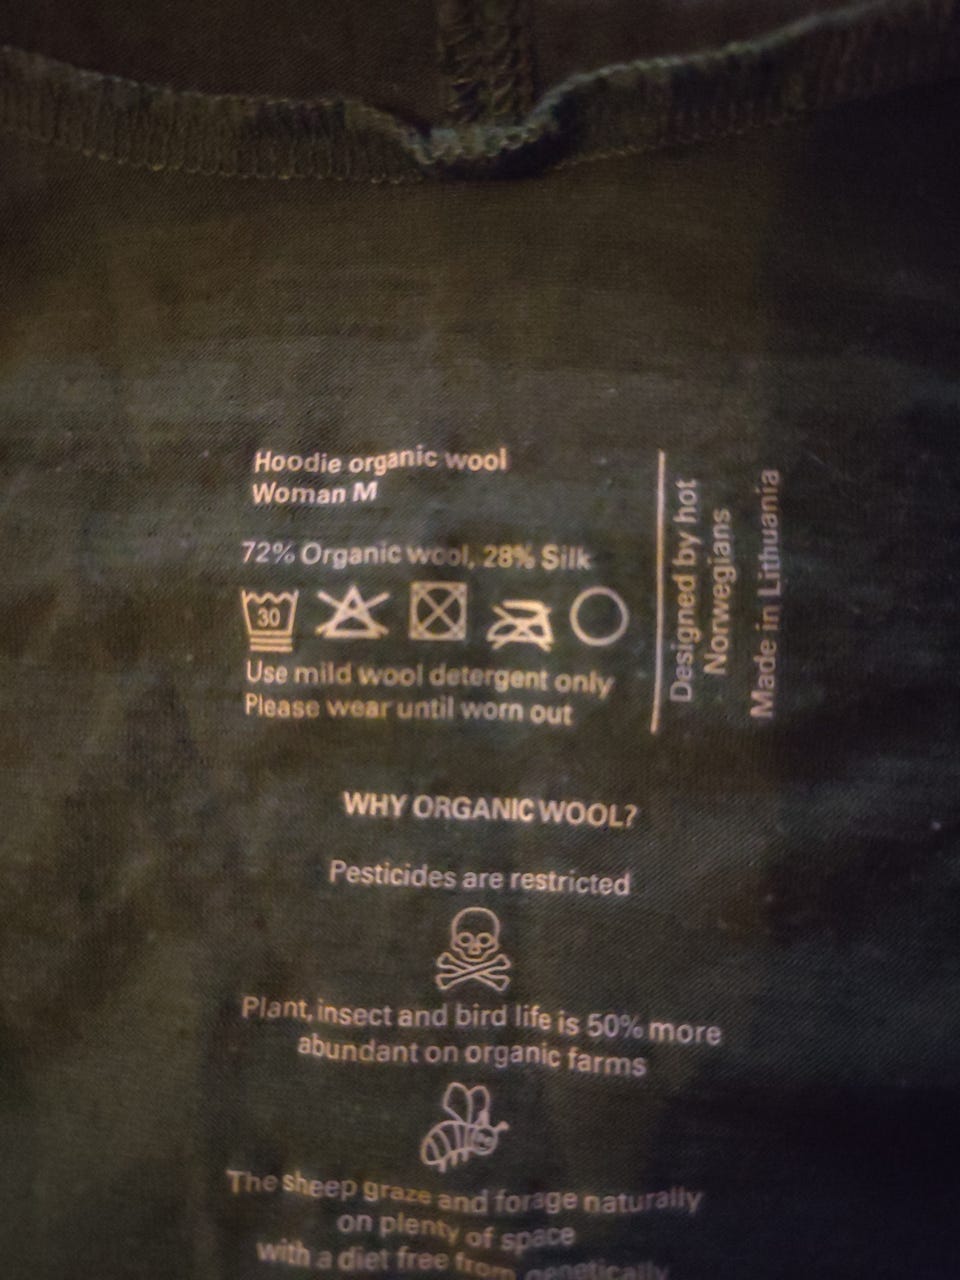 Hoodie organic wool
Woman M
72% Organic wool, 28% Silk
30
Use mild wool detergent only
Please wear until worn out
Designed by hot
Norwegians
Made in Lithuania
WHY ORGANIC WOOL?
Pesticides are restricted
Plant, insect and bird life is 50% more
abundant on organic farms
The sheep graze and forage naturally
on plenty of space
with a diet free from genetically